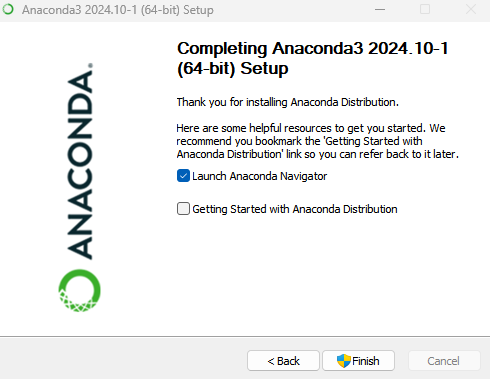 Anaconda3 2024.10-1 (64-bit) Setup
ANACONDA.
Completing Anaconda3 2024.10-1
(64-bit) Setup
Thank you for installing Anaconda Distribution.
Here are some helpful resources to get you started. We
recommend you bookmark the 'Getting Started with
Anaconda Distribution' link so you can refer back to it later.
Launch Anaconda Navigator
Getting Started with Anaconda Distribution
< Back
Finish
Cancel